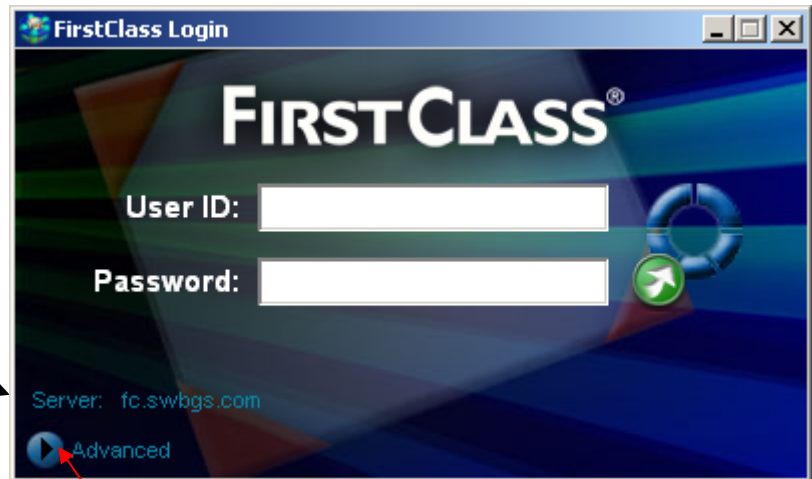 FirstClass Login
FIRSTCLASS®
User ID:
Password:
Server: fc.swbgs.com
Advanced